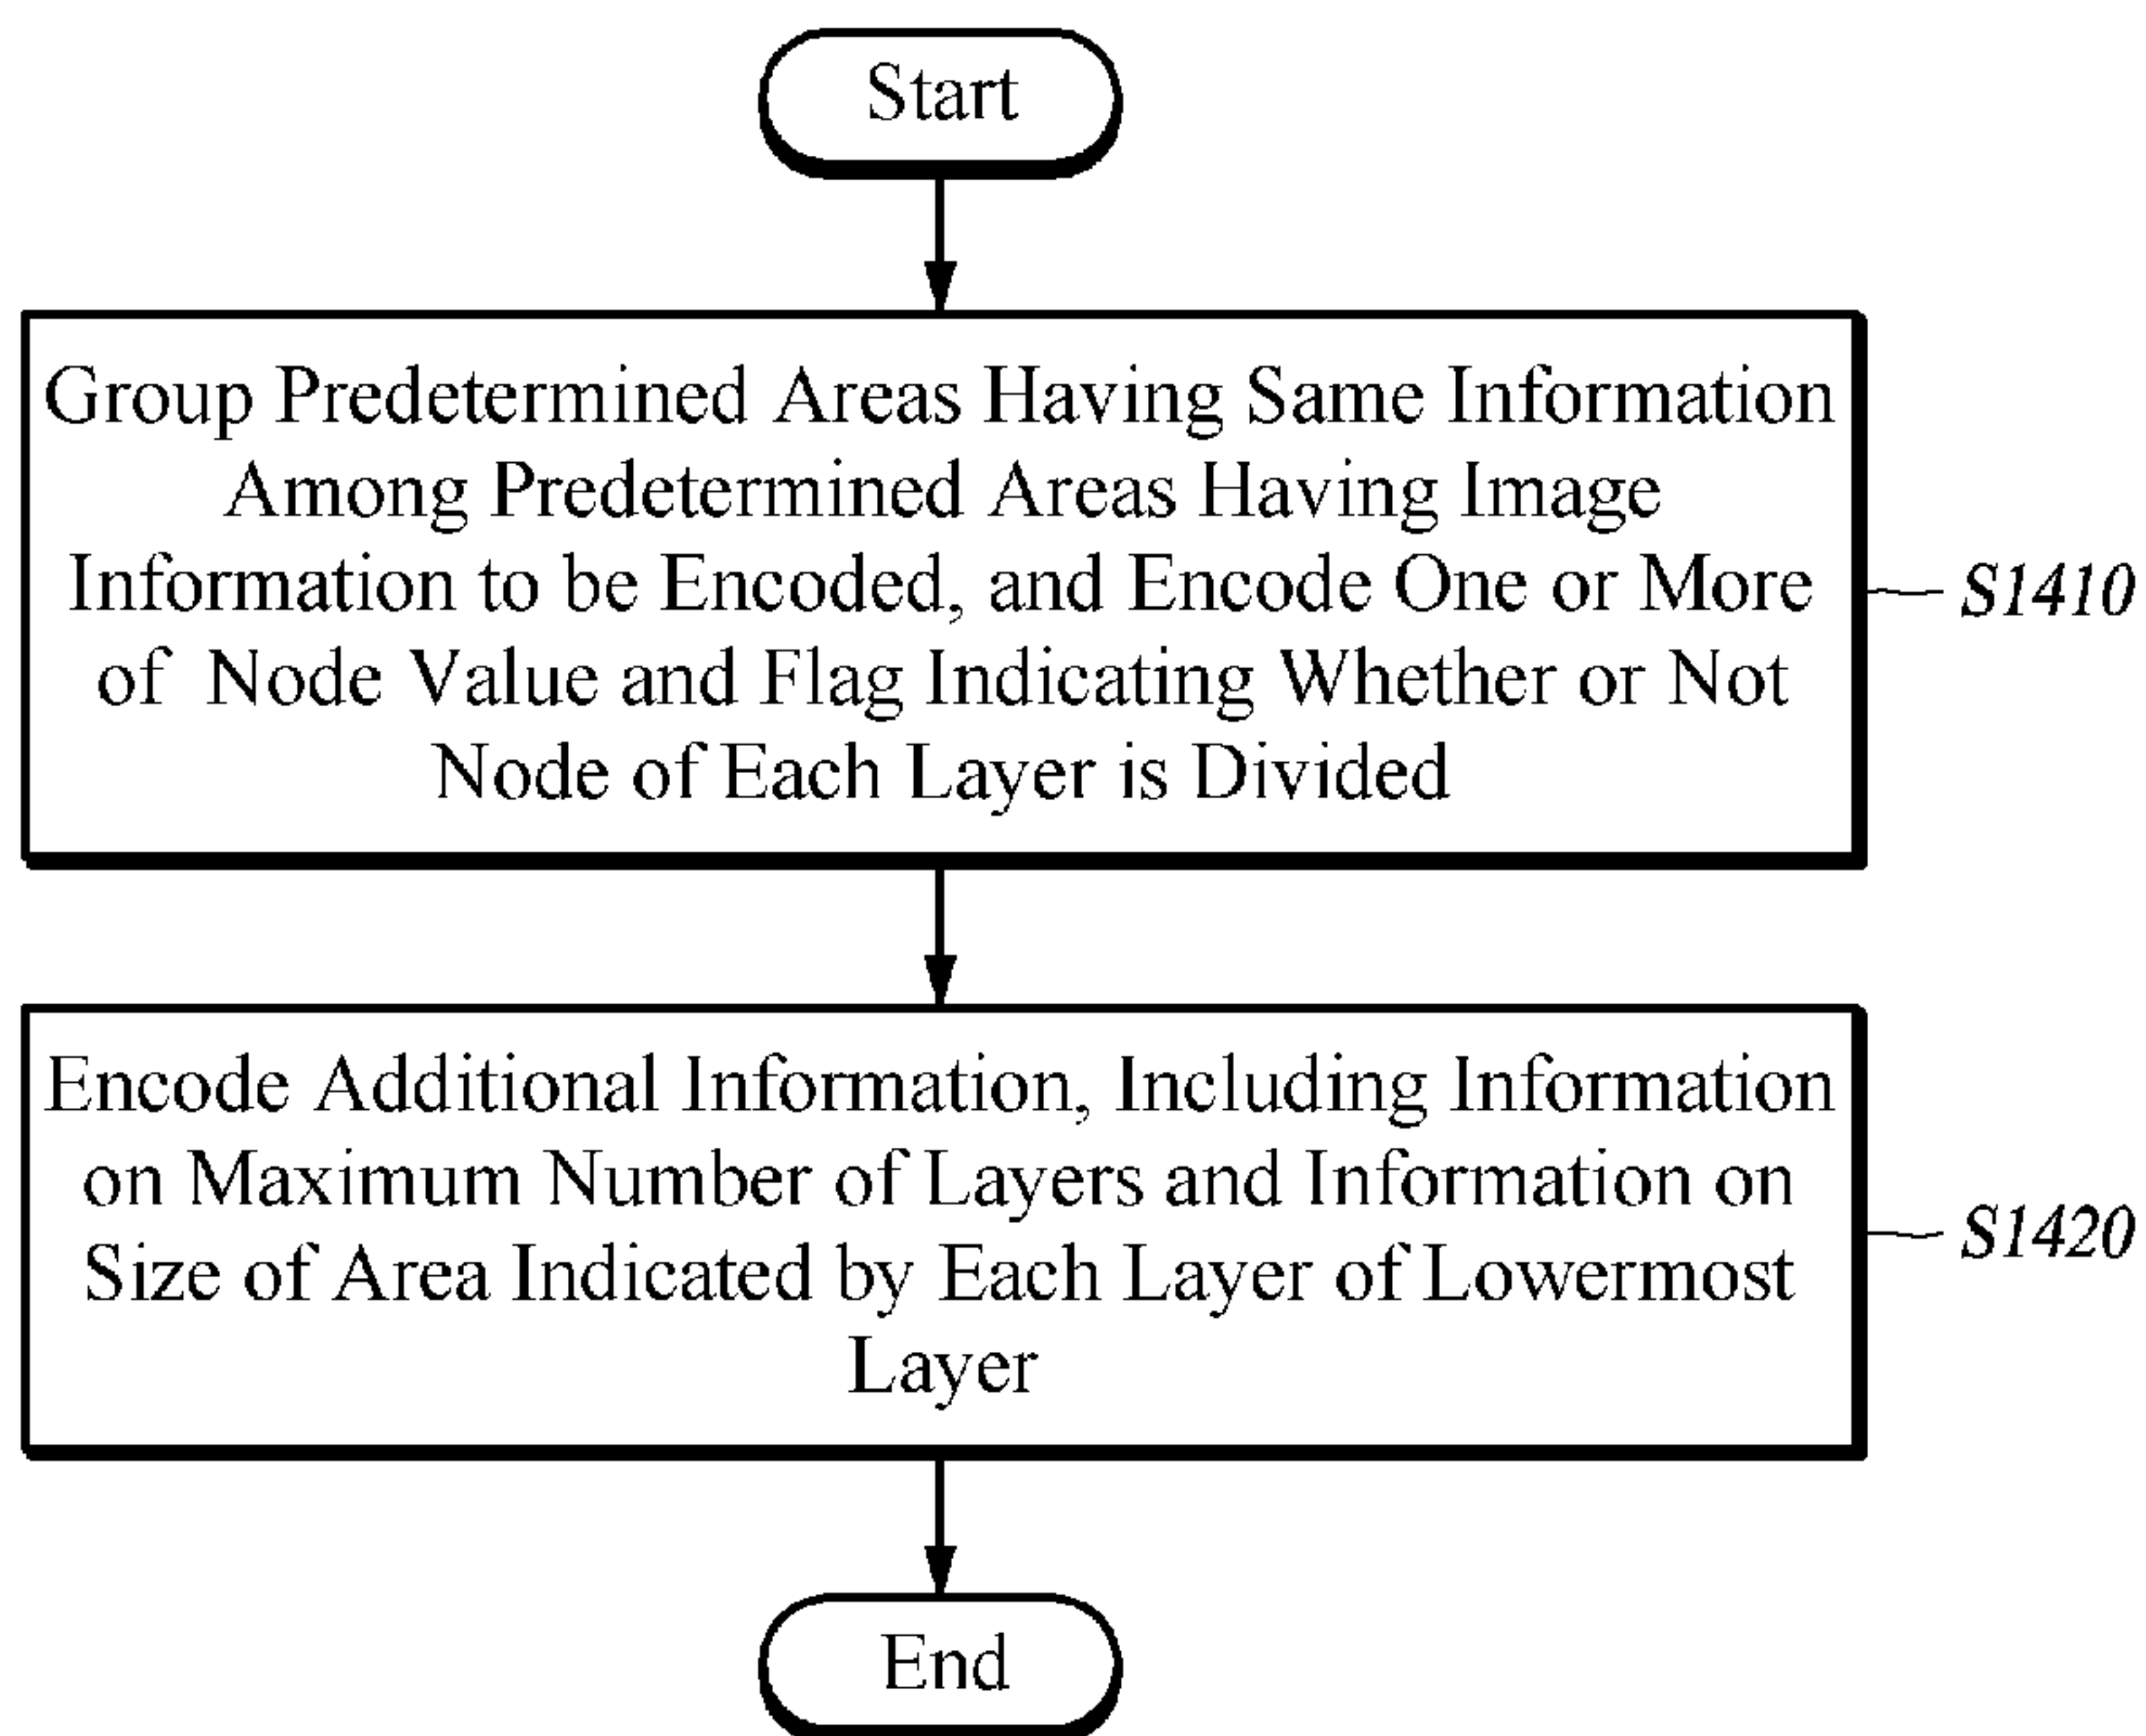 Start
Group Predetermined Areas Having Same Information
Among Predetermined Areas Having Image
Information to be Encoded, and Encode One or More
of Node Value and Flag Indicating Whether or Not
Node of Each Layer is Divided
S1410
Encode Additional Information, Including Information
on Maximum Number of Layers and Information on
Size of Area Indicated by Each Layer of Lowermost
Layer
S1420
End